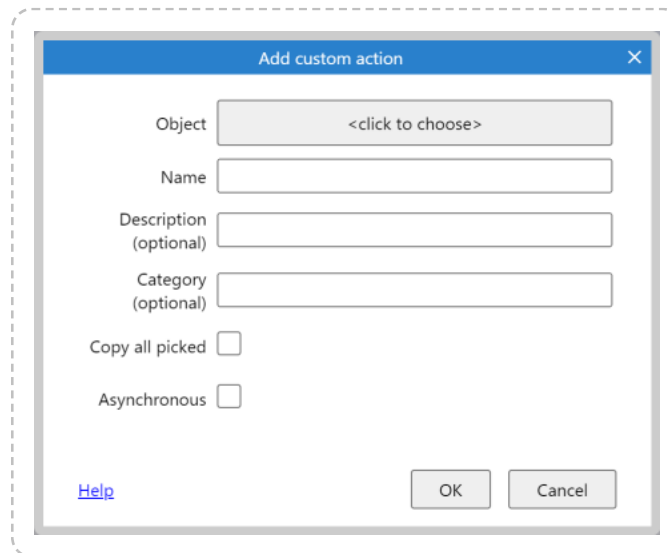 Add custom action
Object <click to choose>
Name
Description
(optional)
Category
(optional)
Copy all picked
Asynchronous
Help OK Cancel